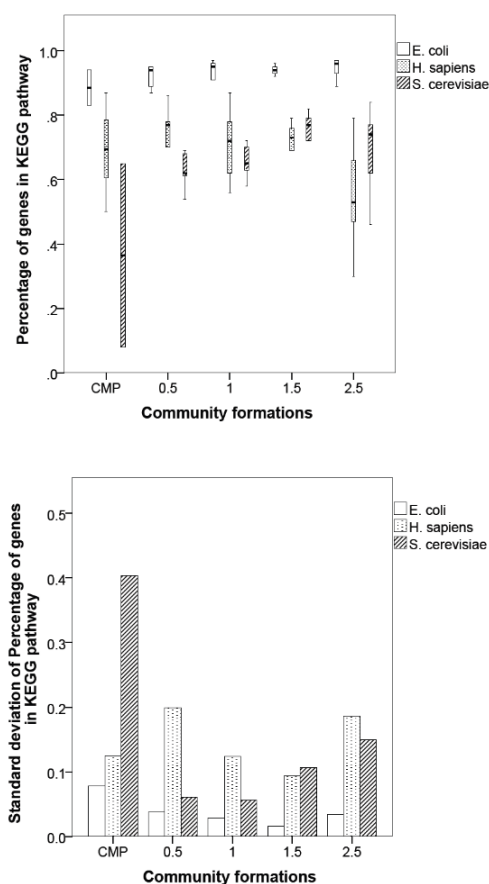 1.0
.8
.6
.4
.2
.0
Percentage of genes in KEGG pathway
CMP 0.5 1 1.5 2.5
Community formations
E. coli
H. sapiens
S. cerevisiae
0.5
0.4
0.3
0.2
0.1
0.0
Standard deviation of Percentage of genes
in KEGG pathway
CMP 0.5 1 1.5 2.5
Community formations
E. coli
H. sapiens
S. cerevisiae